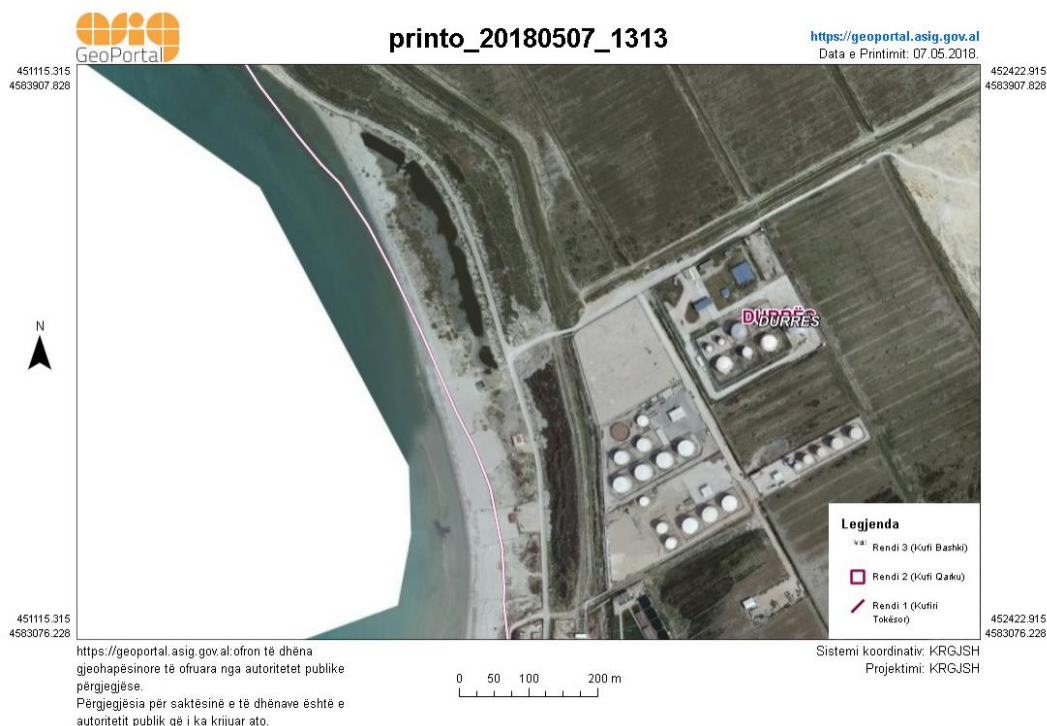 asig
GeoPortal
printo_20180507_1313
https://geoportal.asig.gov.al
Data e Printimit: 07.05.2018.
451115.315
4583907.828
452422.915
4583907.828
N
DURRËS
DURRËS
Legjenda
Rendi 3 (Kufi Bashki)
Rendi 2 (Kufi Qarku)
Rendi 1 (Kufiri
Tokësor)
451115.315
4583076.228
452422.915
4583076.228
https://geoportal.asig.gov.al:ofron të dhëna
gjeohapësinore të ofruara nga autoritetet publike
përgjegjëse.
Përgjegjësia për saktësinë e të dhënave është e
autoritetit publik që i ka krijuar ato.
0 50 100 200 m
Sistemi koordinativ: KRGJSH
Projektimi: KRGJSH